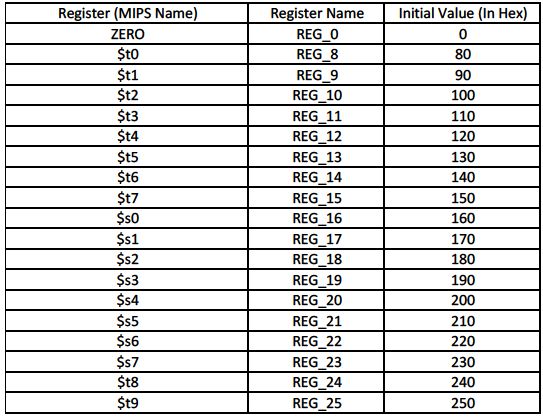 Register (MIPS Name) Register Name Initial Value (In Hex)
ZERO REG_0 0
$t0 REG_8 80
$t1 REG_9 90
$t2 REG_10 100
$t3 REG_11 110
$t4 REG_12 120
$t5 REG_13 130
$t6 REG_14 140
$t7 REG_15 150
$s0 REG_16 160
$s1 REG_17 170
$s2 REG_18 180
$s3 REG_19 190
$s4 REG_20 200
$s5 REG_21 210
$s6 REG_22 220
$s7 REG_23 230
$t8 REG_24 240
$t9 REG_25 250